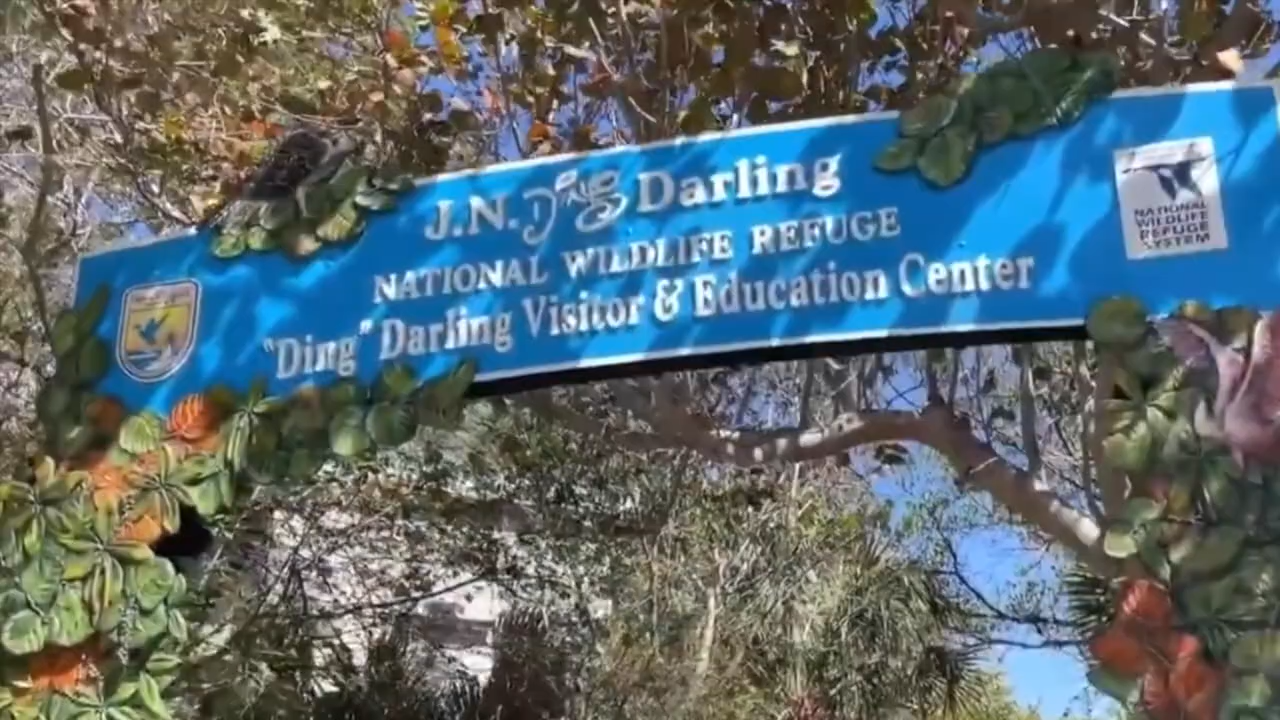 J.N. Ding Darling
NATIONAL WILDLIFE REFUGE
"Ding" Darling Visitor & Education Center
NATIONAL
WILDLIFE
REFUGE
SYSTEM